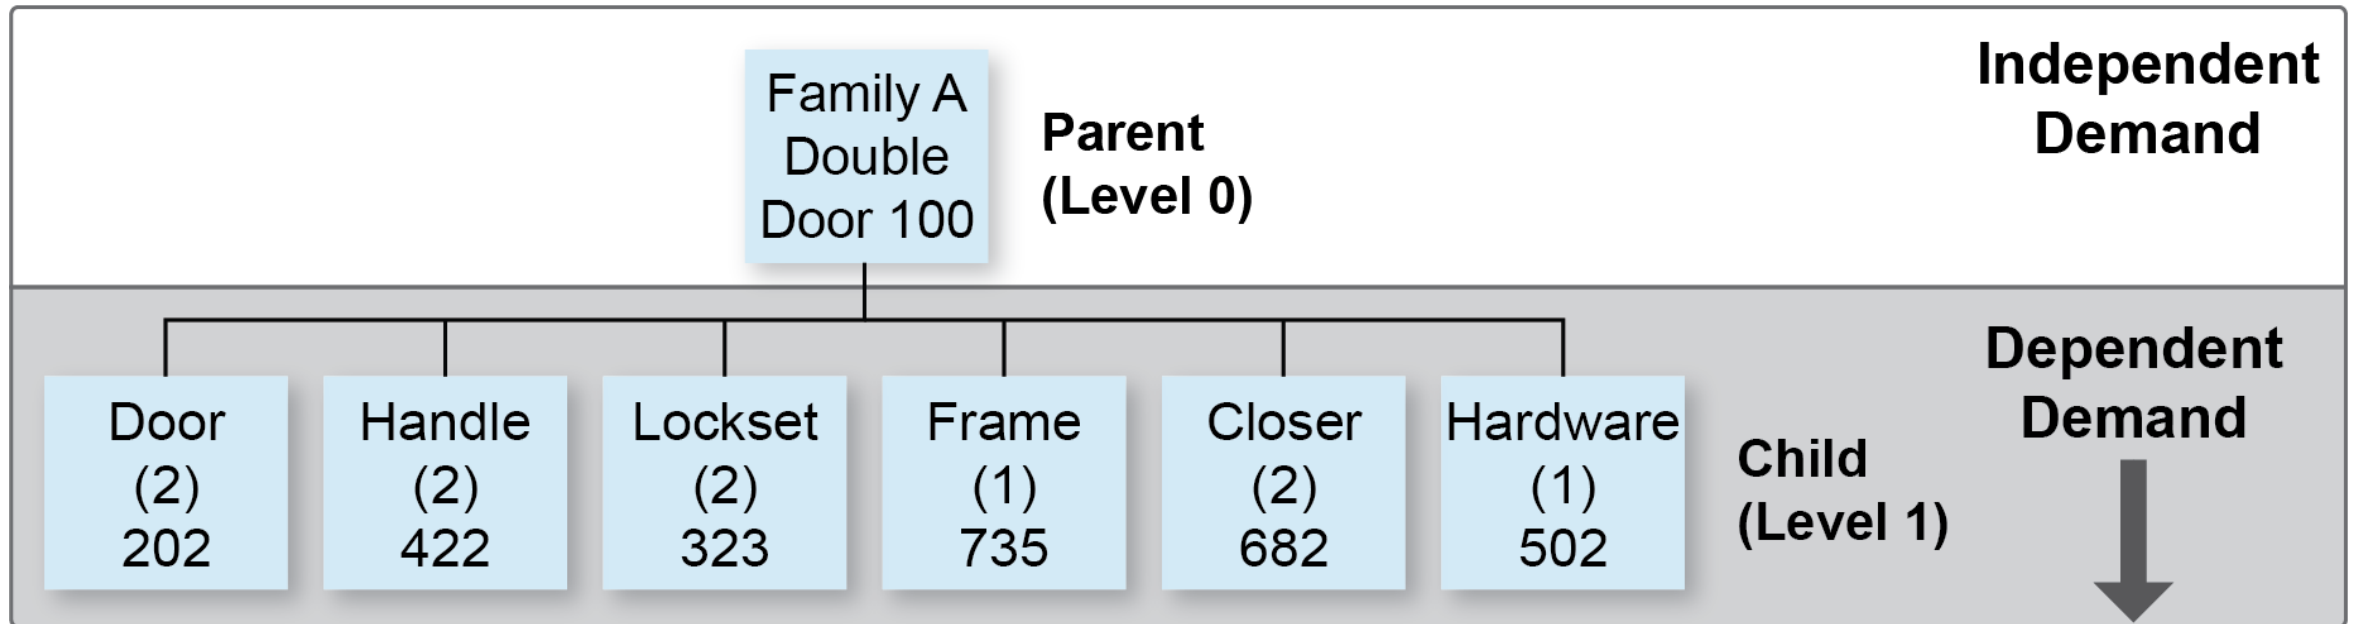 Family A
Double
Door 100
Parent
(Level 0)
Independent
Demand
Door
(2)
202
Handle
(2)
422
Lockset
(2)
323
Frame
(1)
735
Closer
(2)
682
Hardware
(1)
502
Child
(Level 1)
Dependent
Demand